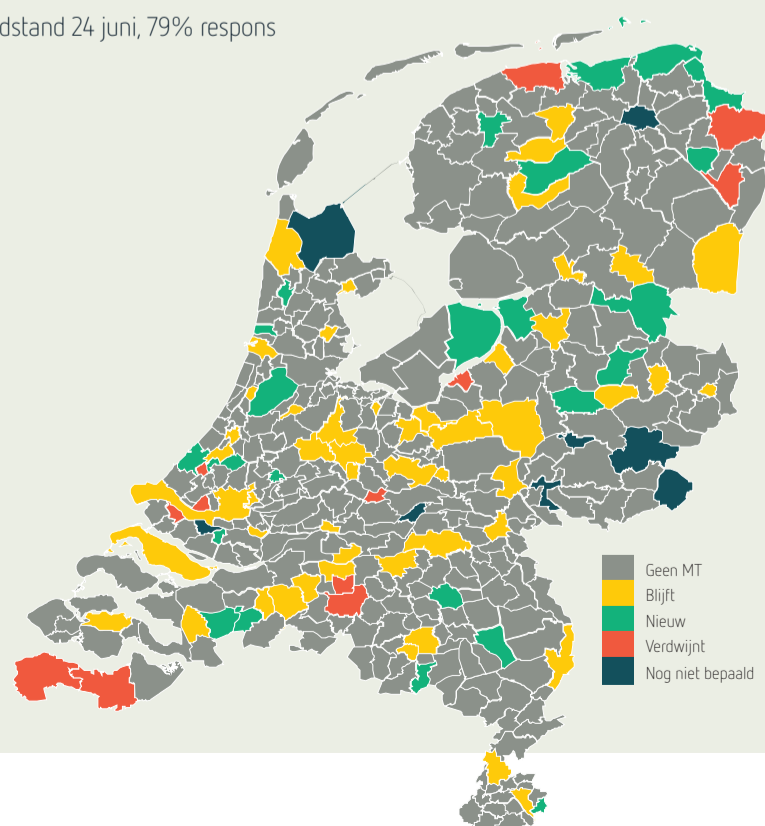 dstand 24 juni, 79% respons
Geen MT
Blijft
Nieuw
Verdwijnt
Nog niet bepaald